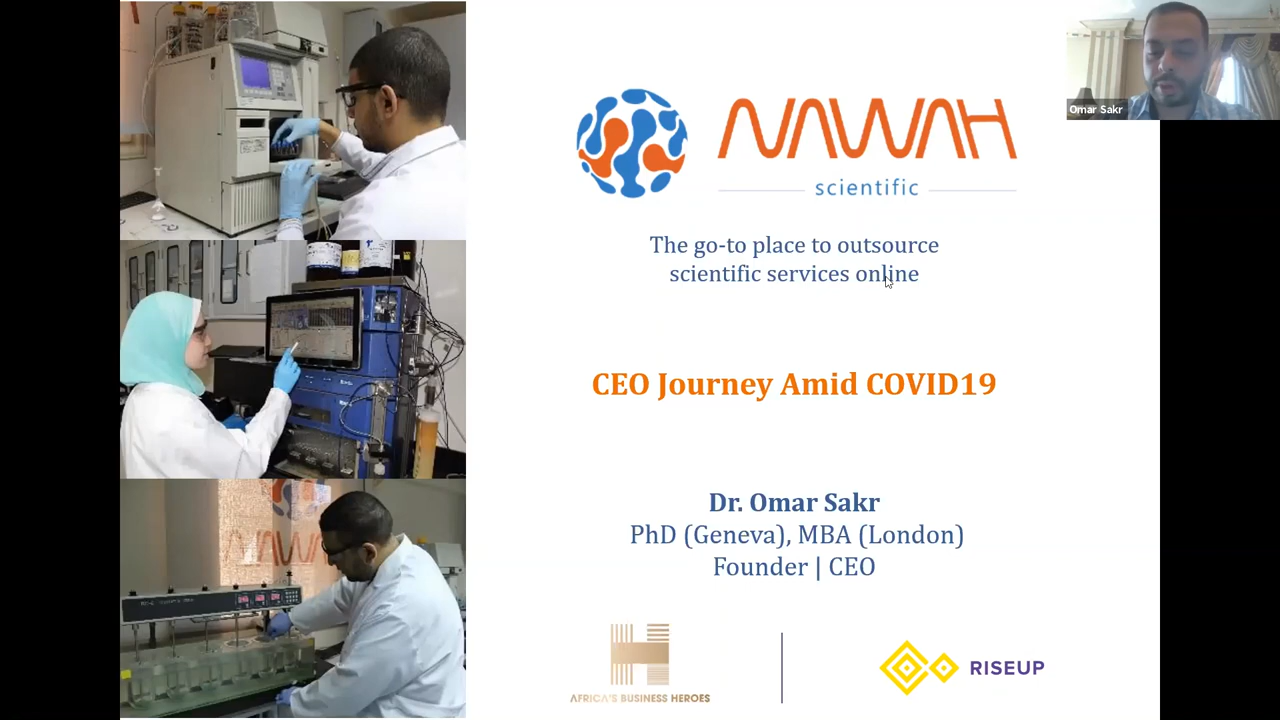 Omar Sakr
NAWAH
scientific
The go-to place to outsource
scientific services online
CEO Journey Amid COVID19
Dr. Omar Sakr
PhD (Geneva), MBA (London)
Founder | CEO
AFRICA'S BUSINESS HEROES
RISEUP
NAWA